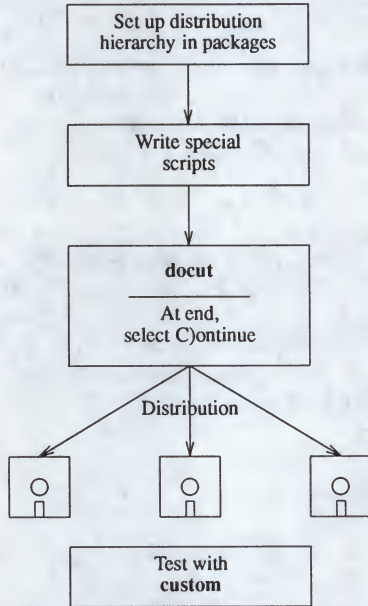 Set up distribution
hierarchy in packages
Write special
scripts
docut
At end,
select C)ontinue
Distribution
Test with
custom